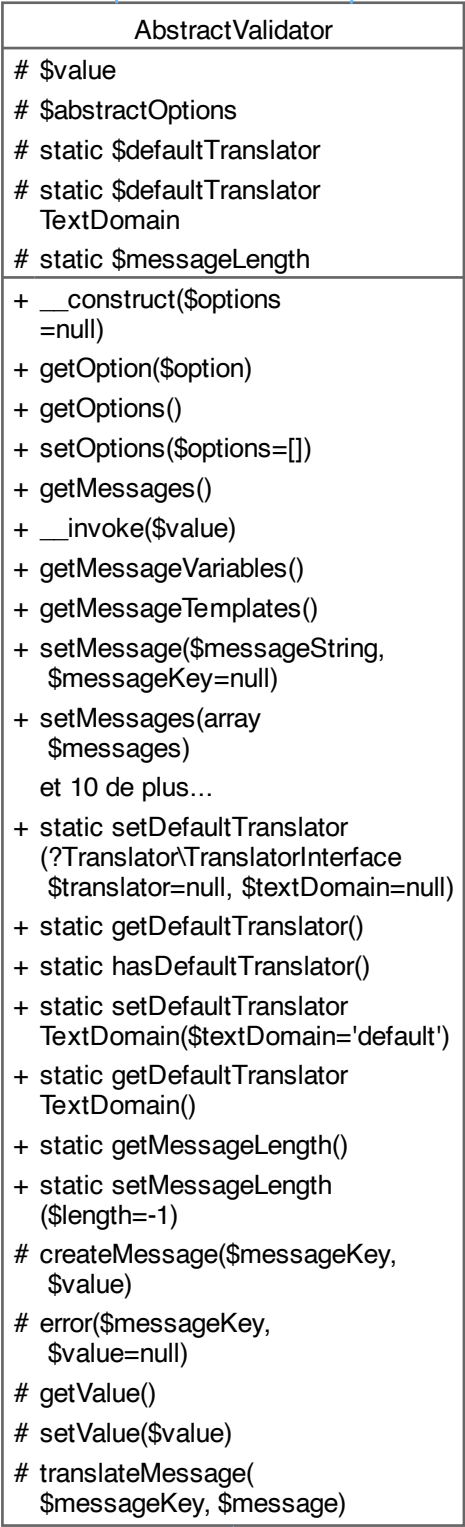 AbstractValidator
# $value
# $abstractOptions
# static $defaultTranslator
# static $defaultTranslator
TextDomain
# static $messageLength
+ __construct($options
=null)
+ getOption($option)
+ getOptions()
+ setOptions($options=[])
+ getMessages()
+ __invoke($value)
+ getMessageVariables()
+ getMessageTemplates()
+ setMessage($messageString,
$messageKey=null)
+ setMessages(array
$messages)
et 10 de plus...
+ static setDefaultTranslator
(?Translator\TranslatorInterface
$translator=null, $textDomain=null)
+ static getDefaultTranslator()
+ static hasDefaultTranslator()
+ static setDefaultTranslator
TextDomain($textDomain='default')
+ static getDefaultTranslator
TextDomain()
+ static getMessageLength()
+ static setMessageLength
($length=-1)
# createMessage($messageKey,
$value)
# error($messageKey,
$value=null)
# getValue()
# setValue($value)
# translateMessage(
$messageKey, $message)